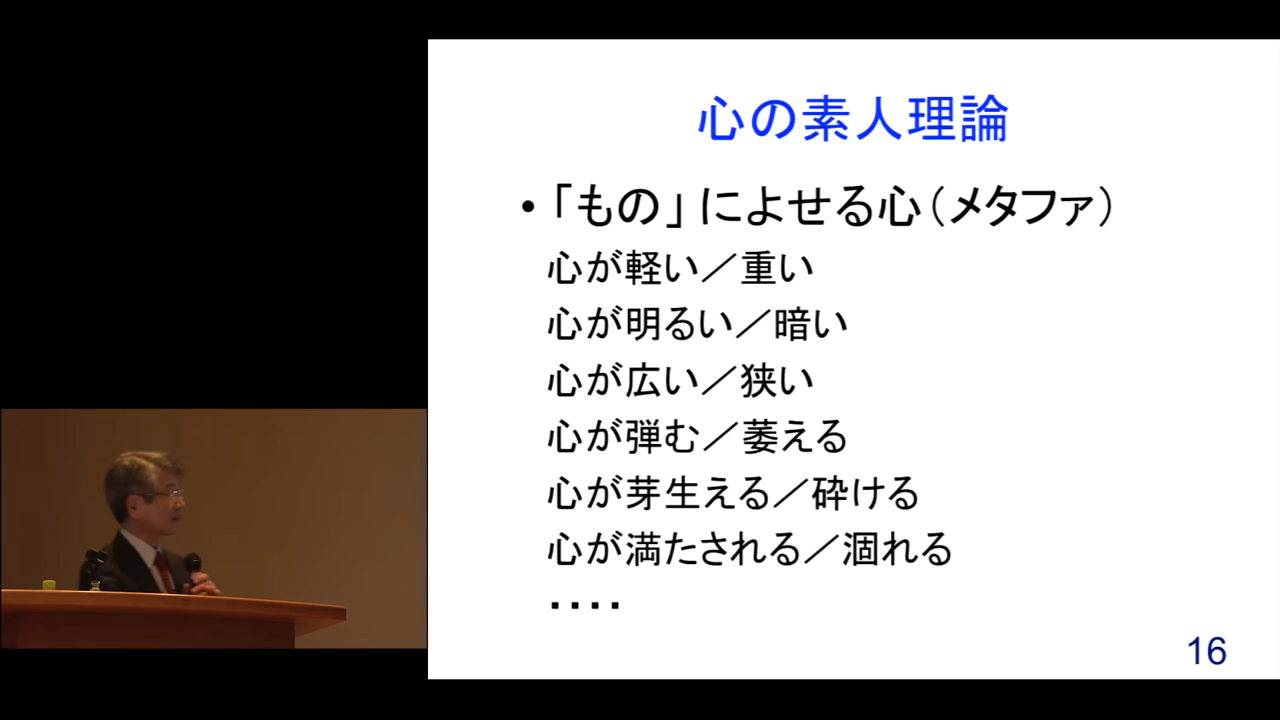 心の素人理論
・「もの」によせる心（メタファ）
心が軽い／重い
心が明るい／暗い
心が広い／狭い
心が弾む／萎える
心が芽生える／砕ける
心が満たされる／涸れる
・・・・
16